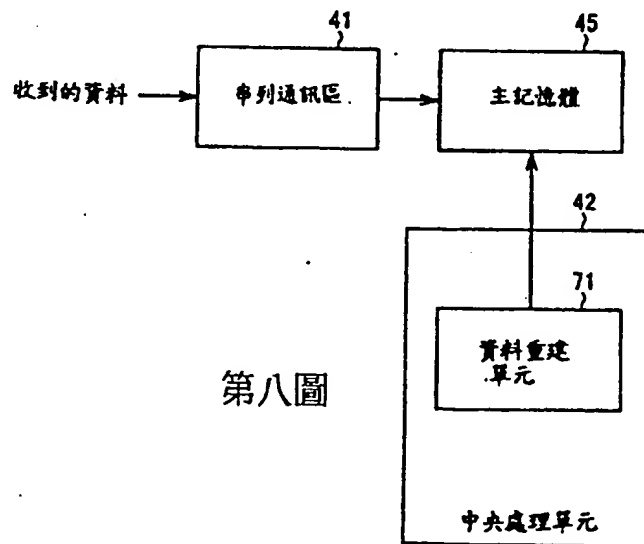 41
45
收到的資料
串列通訊區
主記憶體
42
71
資料重建
單元
第八圖
中央處理單元